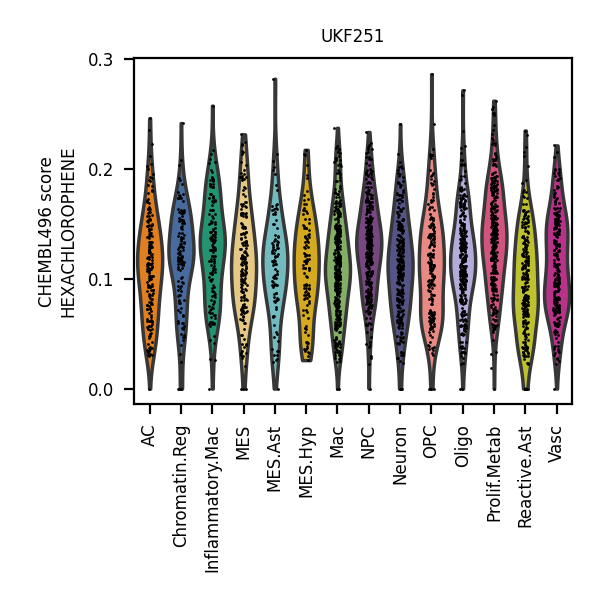 UKF251
CHEMBL496 score
HEXACHLOROPHENE
0.3
0.2
0.1
0.0
AC
Chromatin.Reg
Inflammatory.Mac
MES
MES.Ast
MES.Hyp
Mac
NPC
Neuron
OPC
Oligo
Prolif.Metab
Reactive.Ast
Vasc